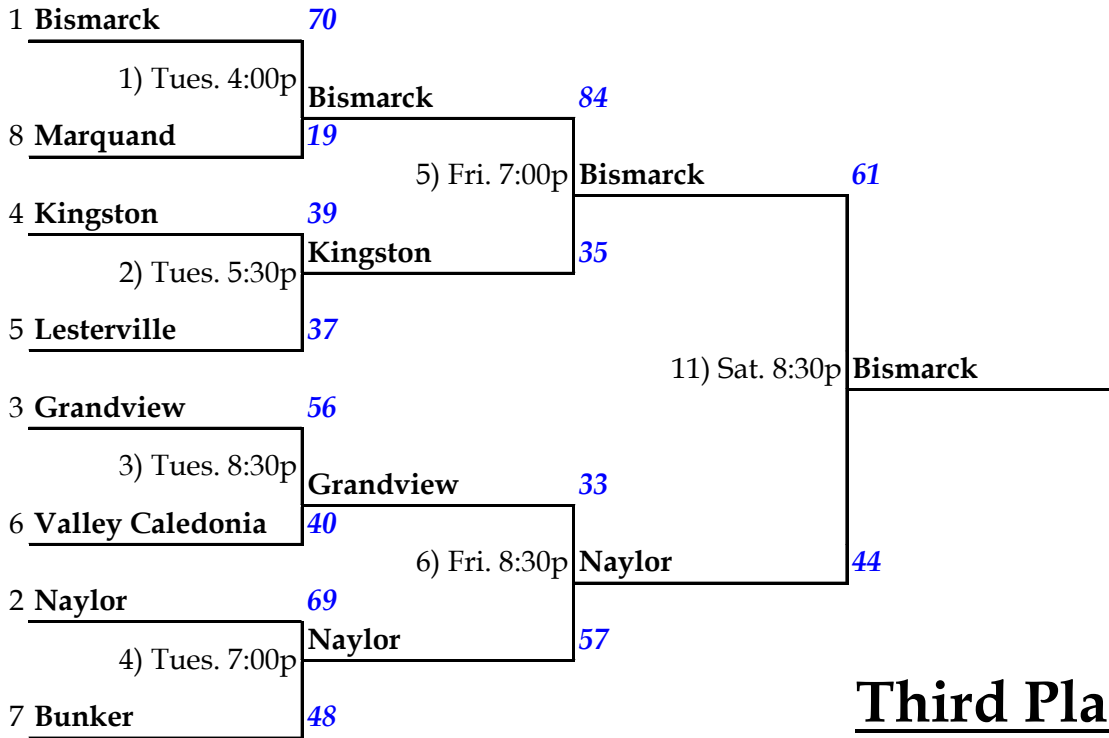 1 Bismarck 70
1) Tues. 4:00p
Bismarck 84
8 Marquand 19
5) Fri. 7:00p Bismarck 61
4 Kingston 39
Kingston 35
2) Tues. 5:30p
5 Lesterville 37
11) Sat. 8:30p Bismarck
3 Grandview 56
3) Tues. 8:30p
Grandview 33
6 Valley Caledonia 40
6) Fri. 8:30p Naylor 44
2 Naylor 69
Naylor 57
4) Tues. 7:00p
7 Bunker 48
Third Pla